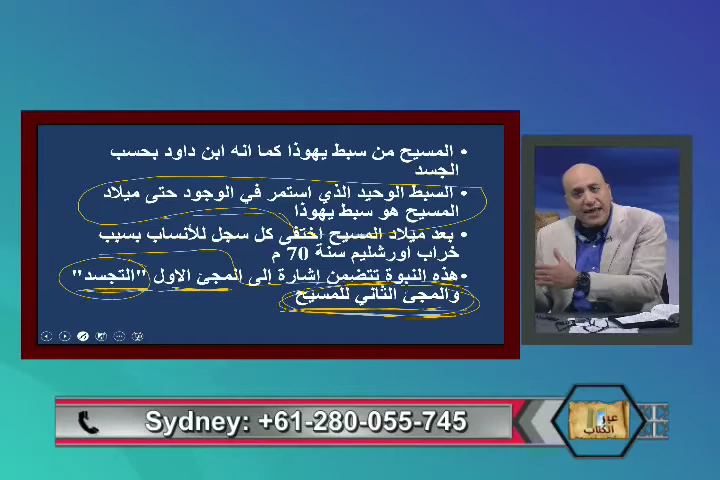 • المسيح من سبط يهوذا كما انه ابن داود بحسب
الجسد
• السبط الوحيد الذي استمر في الوجود حتى ميلاد
المسيح هو سبط يهوذا
• بعد ميلاد المسيح اختفى كل سجل للأنساب بسبب
خراب اورشليم سنة 70 م
• هذه النبوة تتضمن إشارة الى المجئ الاول "التجسد"
والمجئ الثاني للمسيح
Sydney: +61-280-055-745
عبر
الكتاب